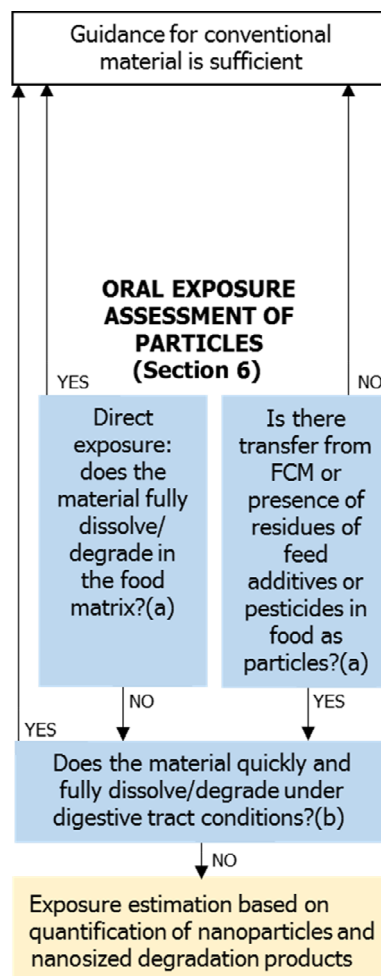 Guidance for conventional
material is sufficient
ORAL EXPOSURE
ASSESSMENT OF
PARTICLES
(Section 6)
YES
NO
Direct
exposure:
does the
material fully
dissolve/
degrade in
the food
matrix?(a)
Is there
transfer from
FCM or
presence of
residues of
feed
additives or
pesticides in
food as
particles?(a)
NO
YES
YES
Does the material quickly and
fully dissolve/degrade under
digestive tract conditions?(b)
NO
Exposure estimation based on
quantification of nanoparticles and
nanosized degradation products